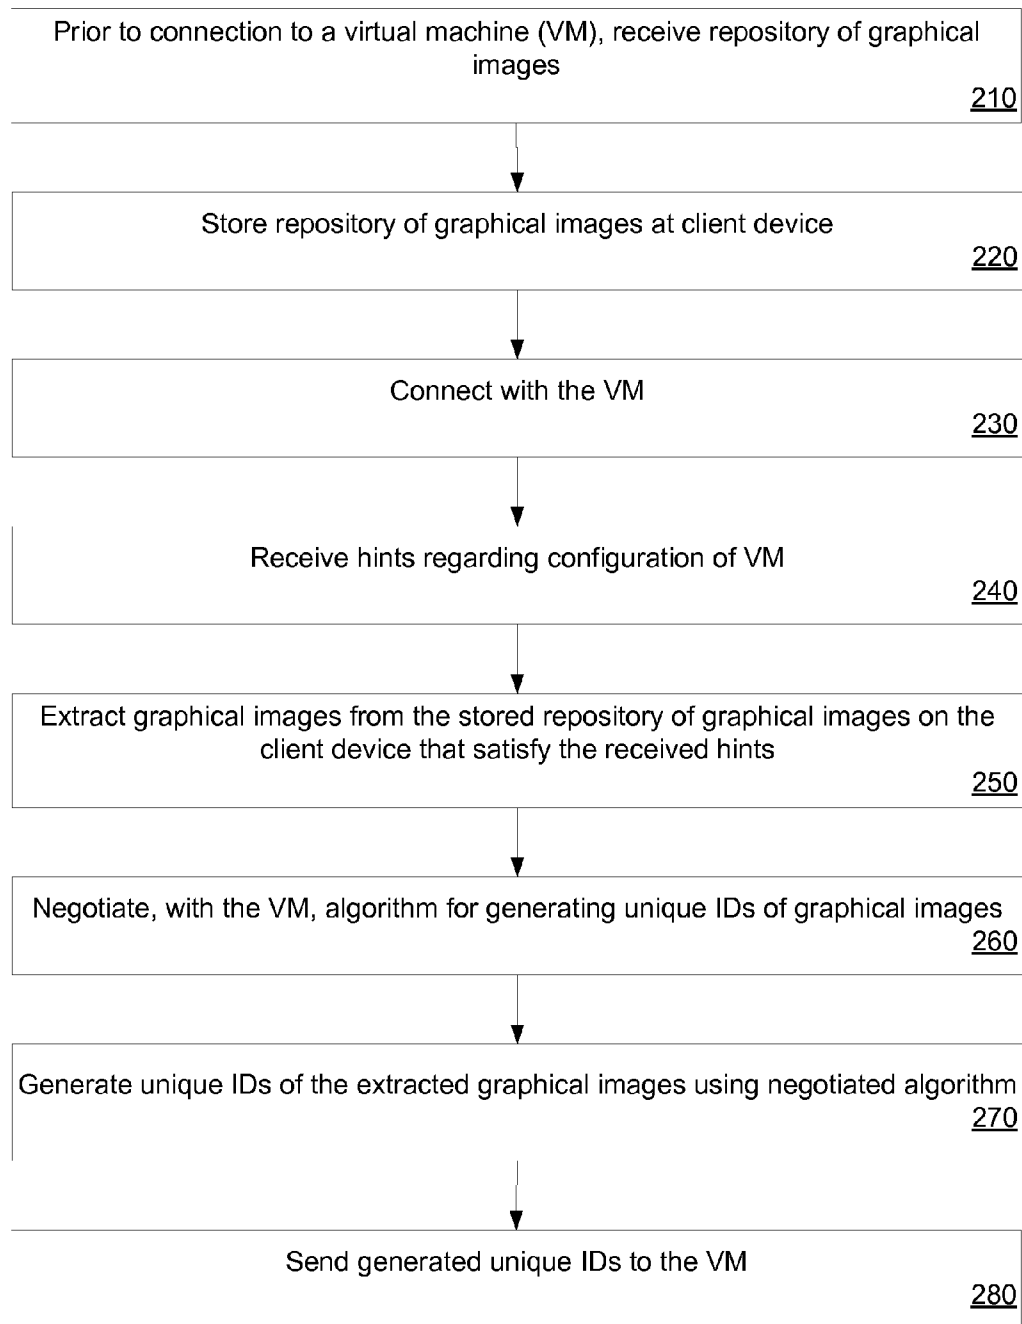 Prior to connection to a virtual machine (VM), receive repository of graphical
images
210
Store repository of graphical images at client device
220
Connect with the VM
230
Receive hints regarding configuration of VM
240
Extract graphical images from the stored repository of graphical images on the
client device that satisfy the received hints
250
Negotiate, with the VM, algorithm for generating unique IDs of graphical images
260
Generate unique IDs of the extracted graphical images using negotiated algorithm
270
Send generated unique IDs to the VM
280